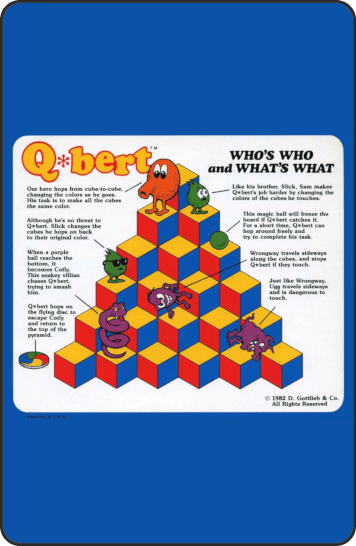 Q*bert™
WHO'S WHO
and WHAT'S WHAT
Our hero hops from cube-to-cube,
changing the colors as he goes.
His task is to make all the cubes
the same color.
Like his brother, Slick, Sam makes
Q*bert's job harder by changing the
colors of the cubes he touches.
Although he's no threat to
Q*bert, Slick changes the
cubes he hops on back
to their original color.
This magic ball will freeze the
board if Q*bert catches it.
For a short time, Q*bert can
hop around freely and
try to complete his task.
When a purple
ball reaches the
bottom, it
becomes Coily.
This snakey villian
chases Q*bert,
trying to smash
him.
Wrongway travels sideways
along the cubes, and stops
Q*bert if they touch.
Just like Wrongway,
Ugg travels sideways
and is dangerous to
touch.
Q*bert hops on
the flying disc to
escape Coily
and return to
the top of the
pyramid.
© 1982 D. Gottlieb & Co.
All Rights Reserved